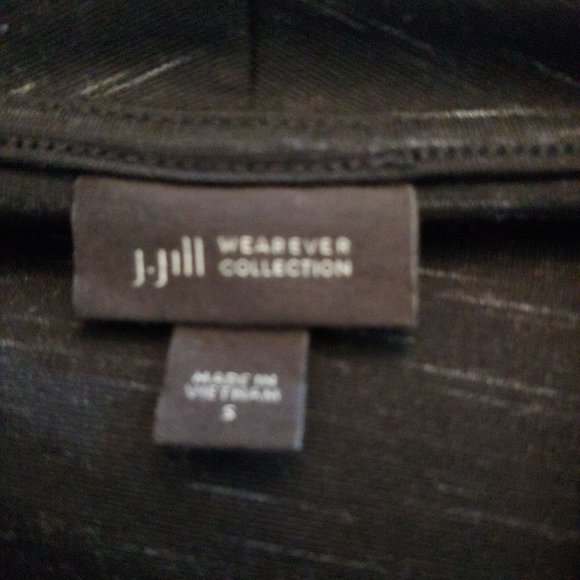 J.Jill WEAREVER
COLLECTION
MADE IN
VIETNAM
S